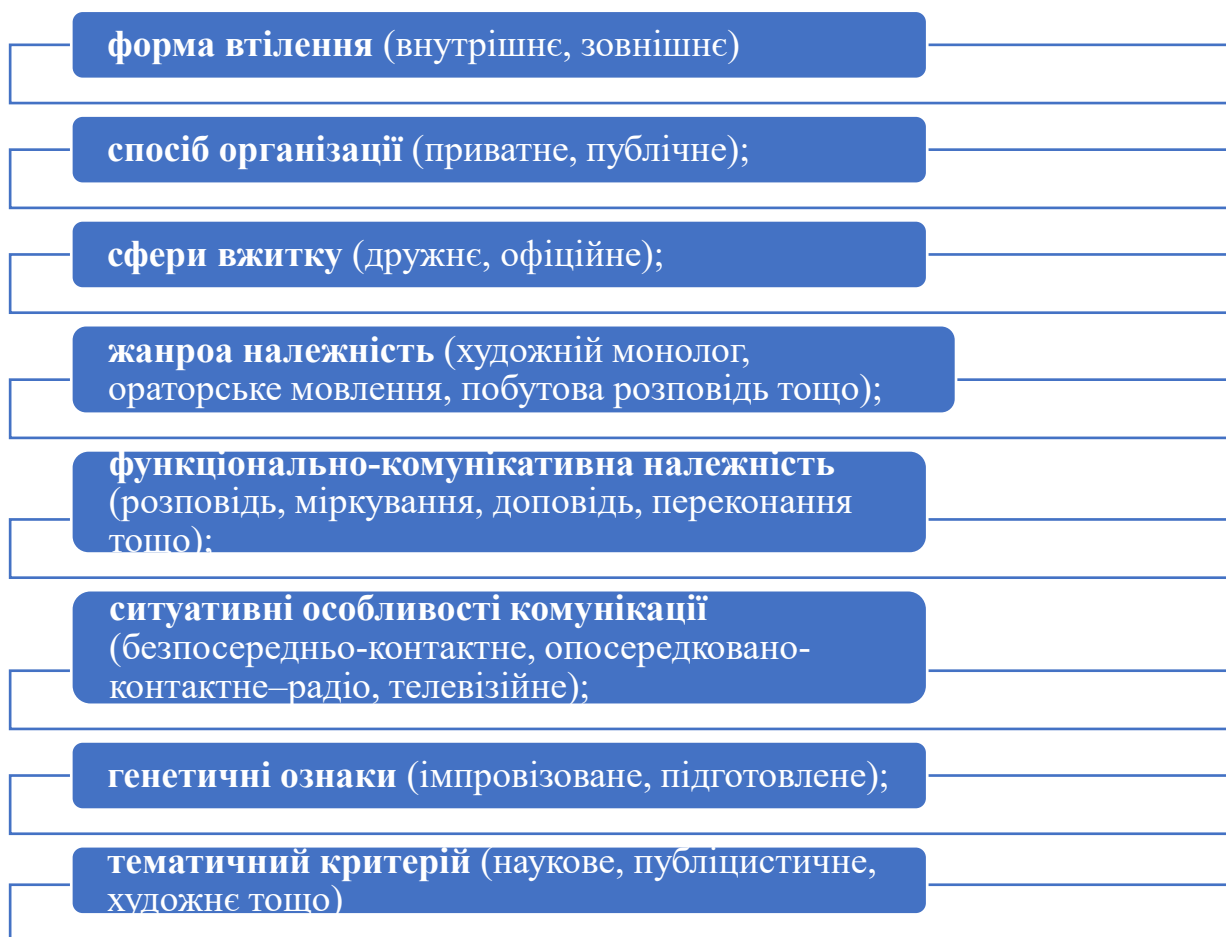 форма втілення (внутрішнє, зовнішнє)
спосіб організації (приватне, публічне);
сфери вжитку (дружнє, офіційне);
жанроа належність (художній монолог,
ораторське мовлення, побутова розповідь тощо);
функціонально-комунікативна належність
(розповідь, міркування, доповідь, переконання
тощо);
ситуативні особливості комунікації
(безпосередньо-контактне, опосередковано-
контактне–радіо, телевізійне);
генетичні ознаки (імпровізоване, підготовлене);
тематичний критерій (наукове, публіцистичне,
художнє тощо)